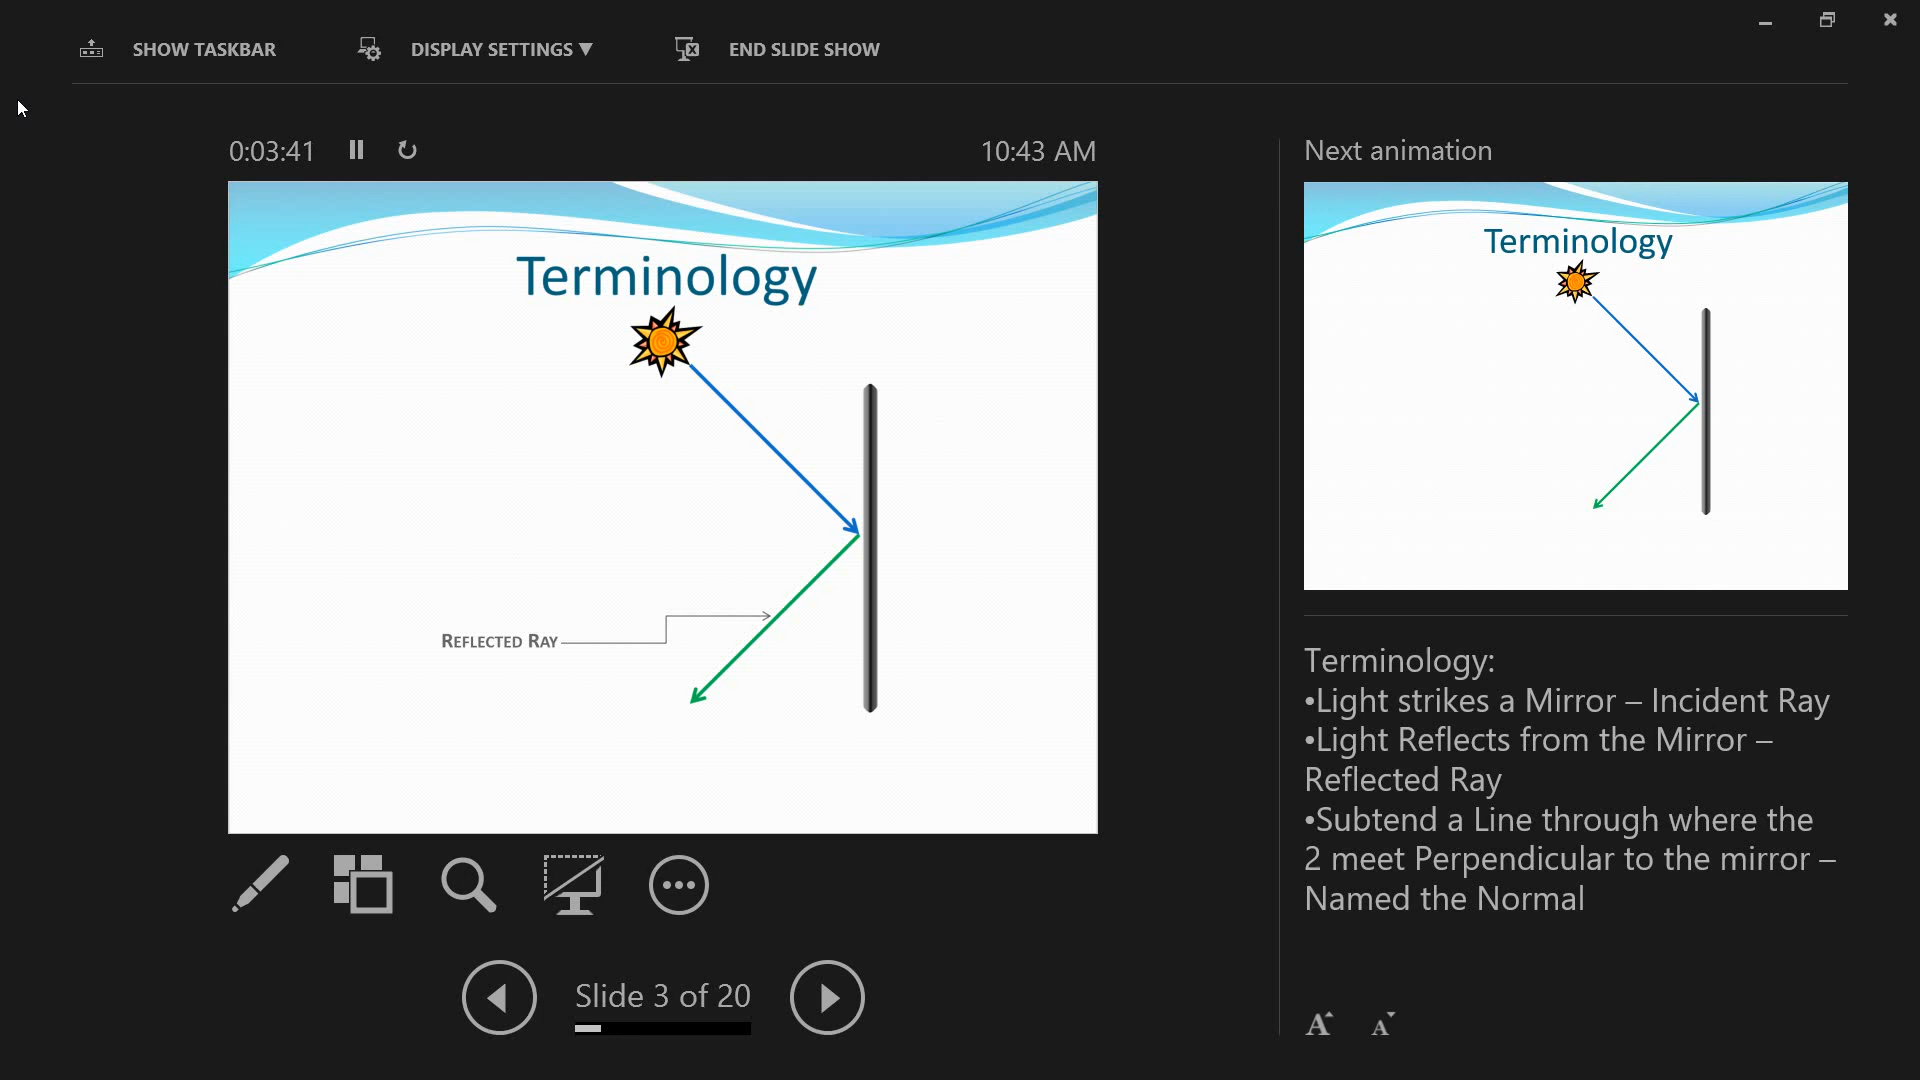 SHOW TASKBAR
DISPLAY SETTINGS ▼
END SLIDE SHOW
0:03:41
10:43 AM
Terminology
REFLECTED RAY
Slide 3 of 20
Next animation
Terminology
Terminology:
•Light strikes a Mirror – Incident Ray
•Light Reflects from the Mirror –
Reflected Ray
•Subtend a Line through where the
2 meet Perpendicular to the mirror –
Named the Normal
A A